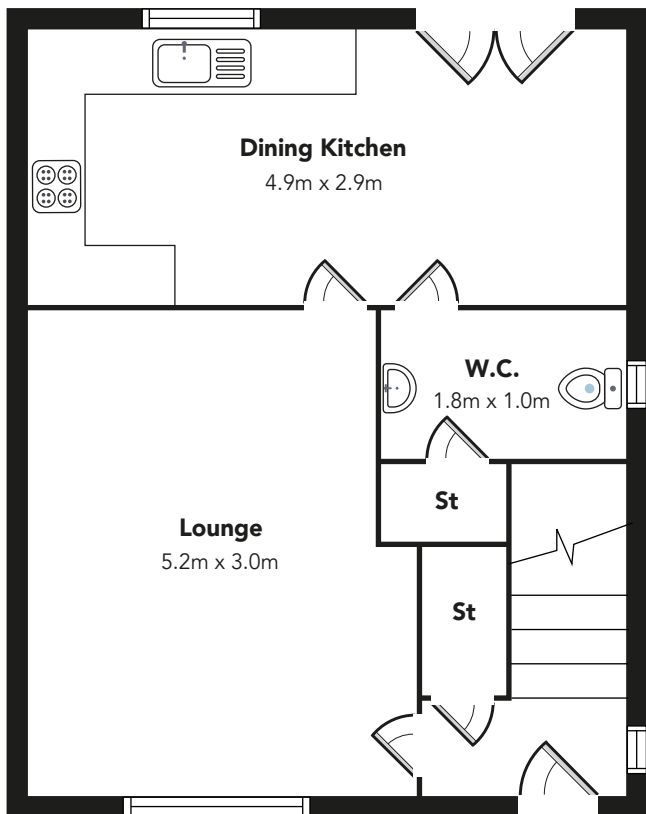 Dining Kitchen
4.9m x 2.9m
W.C.
1.8m x 1.0m
St
Lounge
5.2m x 3.0m
St